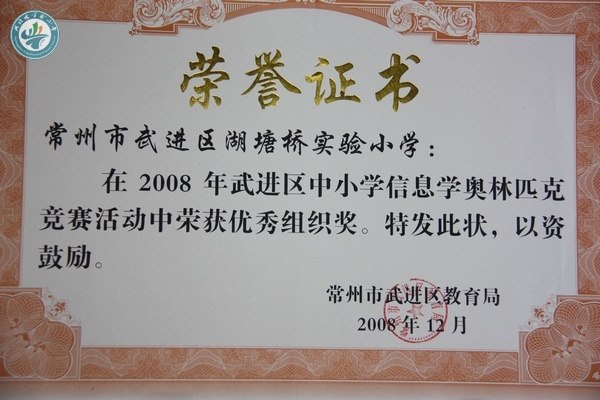 荣誉证书
常州市武进区湖塘桥实验小学：
在 2008 年武进区中小学信息学奥林匹克
竞赛活动中荣获优秀组织奖。特发此状，以资
鼓励。
常州市武进区教育局
2008 年 12 月